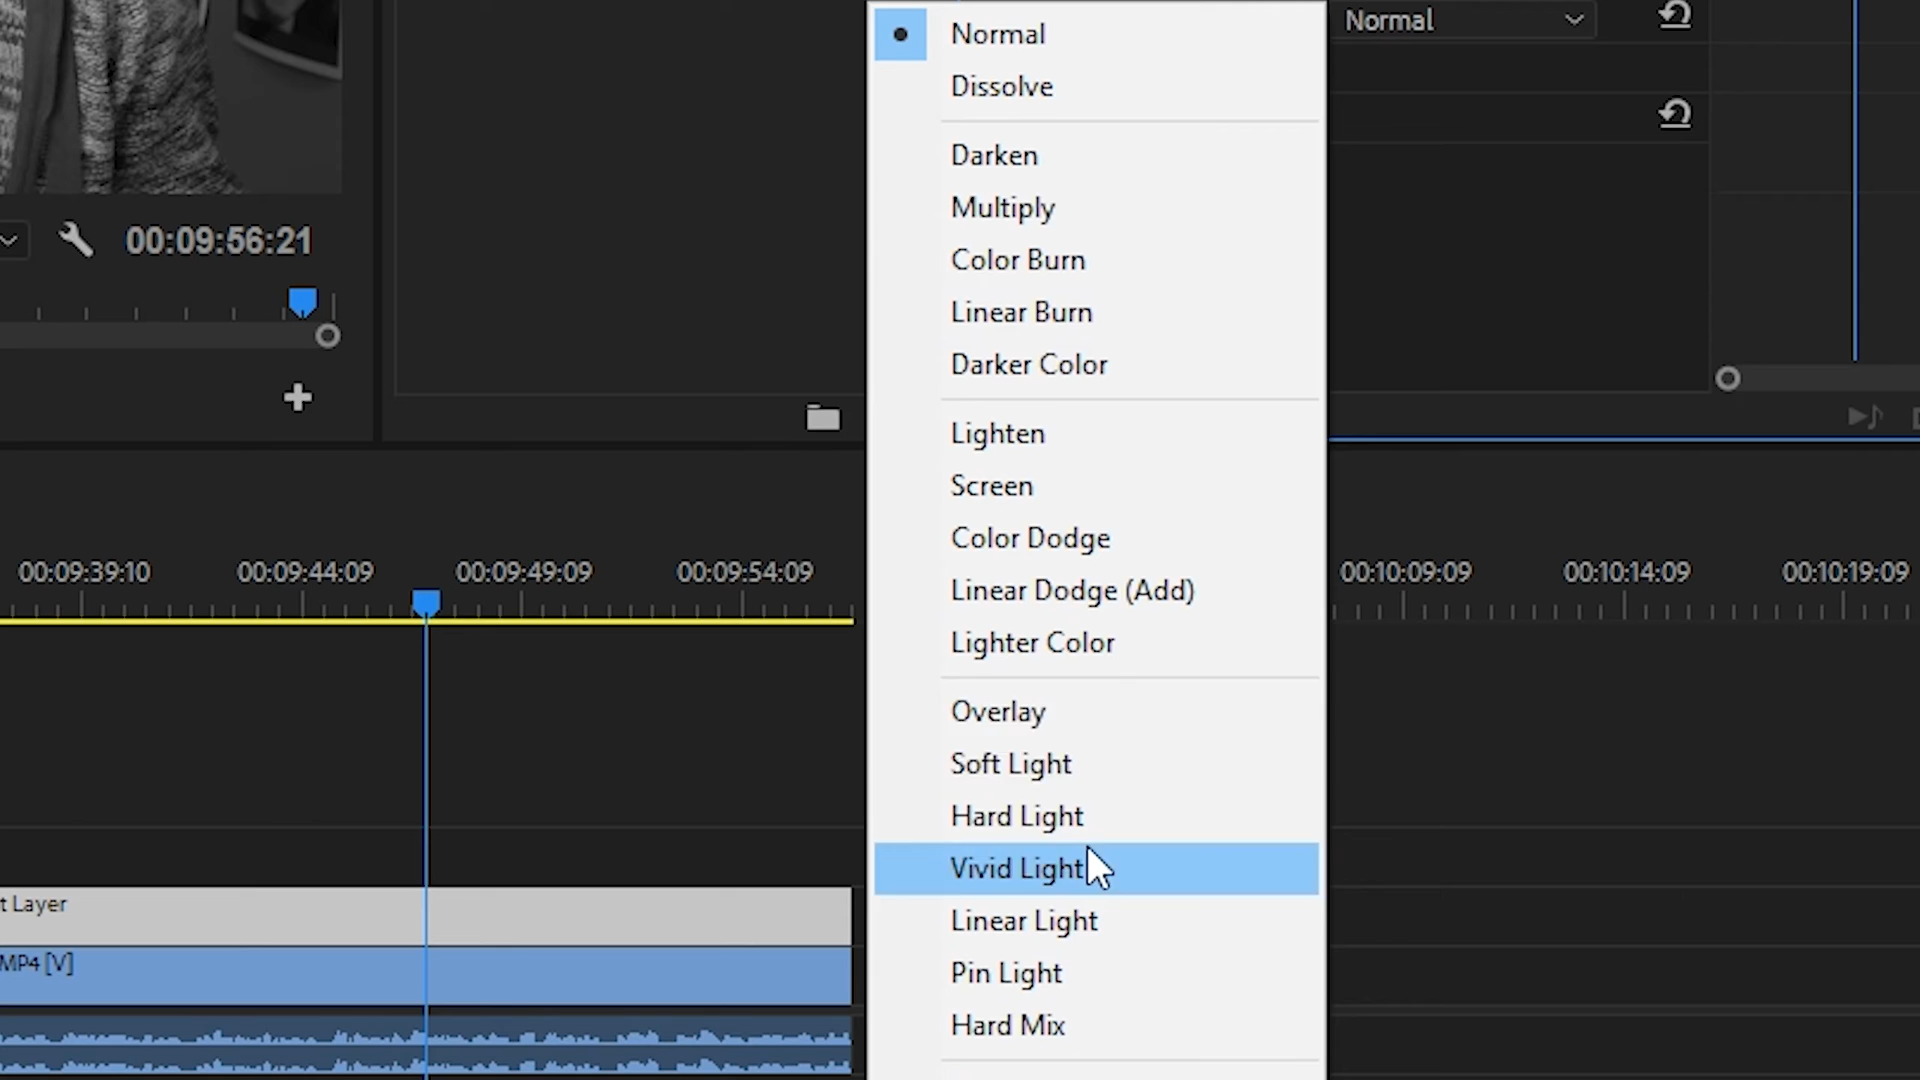 Normal
Dissolve
Darken
Multiply
Color Burn
Linear Burn
Darker Color
Lighten
Screen
Color Dodge
Linear Dodge (Add)
Lighter Color
Overlay
Soft Light
Hard Light
Vivid Light
Linear Light
Pin Light
Hard Mix
Normal
00:09:56:21
00:09:39:10 00:09:44:09 00:09:49:09 00:09:54:09 00:10:09:09 00:10:14:09 00:10:19:09
t Layer
MP4 [V]